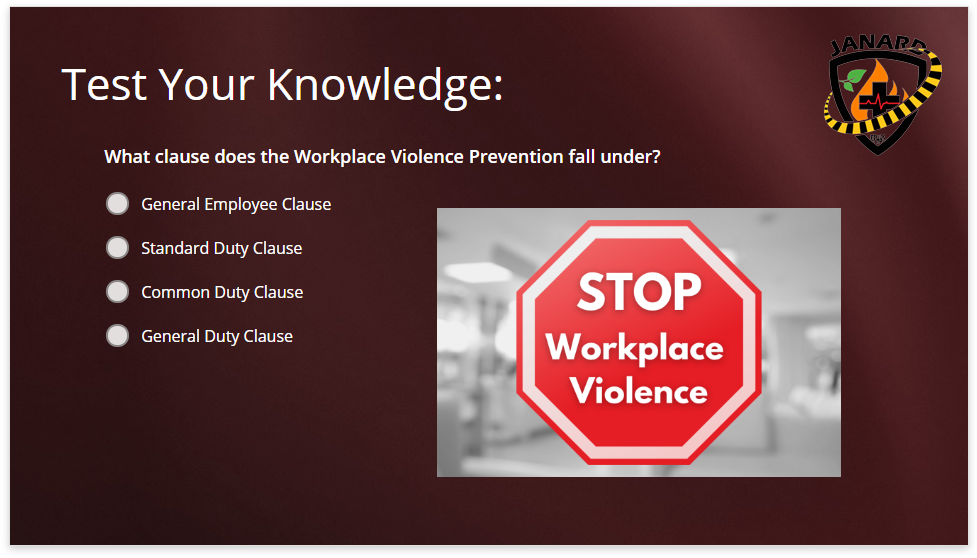 JANARD
Test Your Knowledge:
What clause does the Workplace Violence Prevention fall under?
General Employee Clause
Standard Duty Clause
Common Duty Clause
General Duty Clause
STOP
Workplace
Violence